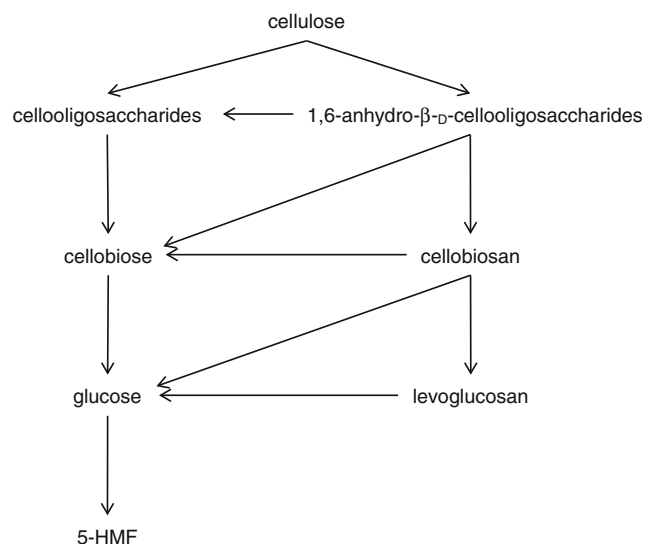 cellulose
cellooligosaccharides
1,6-anhydro-β-D-cellooligosaccharides
cellobiose
cellobiosan
glucose
levoglucosan
5-HMF